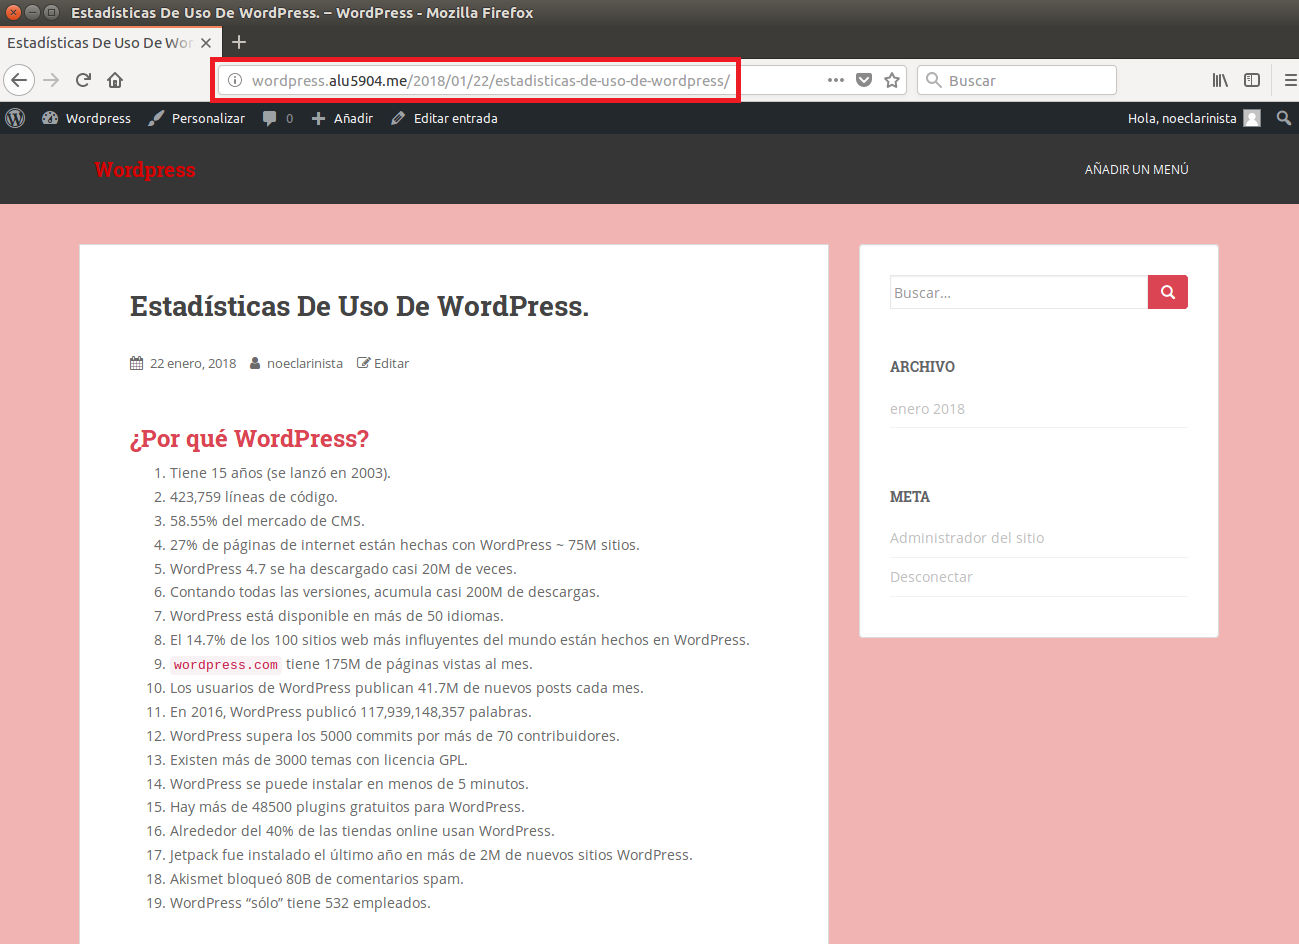 Estadísticas De Uso De WordPress. – WordPress - Mozilla Firefox
Estadísticas De Uso De Wor
wordpress.alu5904.me/2018/01/22/estadisticas-de-uso-de-wordpress/
Buscar
Wordpress
Personalizar
0
Añadir
Editar entrada
Hola, noeclarinista
Wordpress
AÑADIR UN MENÚ
Estadísticas De Uso De WordPress.
22 enero, 2018 noeclarinista Editar
¿Por qué WordPress?
1. Tiene 15 años (se lanzó en 2003).
2. 423,759 líneas de código.
3. 58.55% del mercado de CMS.
4. 27% de páginas de internet están hechas con WordPress ~ 75M sitios.
5. WordPress 4.7 se ha descargado casi 20M de veces.
6. Contando todas las versiones, acumula casi 200M de descargas.
7. WordPress está disponible en más de 50 idiomas.
8. El 14.7% de los 100 sitios web más influyentes del mundo están hechos en WordPress.
9. wordpress.com tiene 175M de páginas vistas al mes.
10. Los usuarios de WordPress publican 41.7M de nuevos posts cada mes.
11. En 2016, WordPress publicó 117,939,148,357 palabras.
12. WordPress supera los 5000 commits por más de 70 contribuidores.
13. Existen más de 3000 temas con licencia GPL.
14. WordPress se puede instalar en menos de 5 minutos.
15. Hay más de 48500 plugins gratuitos para WordPress.
16. Alrededor del 40% de las tiendas online usan WordPress.
17. Jetpack fue instalado el último año en más de 2M de nuevos sitios WordPress.
18. Akismet bloqueó 80B de comentarios spam.
19. WordPress “sólo” tiene 532 empleados.
Buscar...
ARCHIVO
enero 2018
META
Administrador del sitio
Desconectar